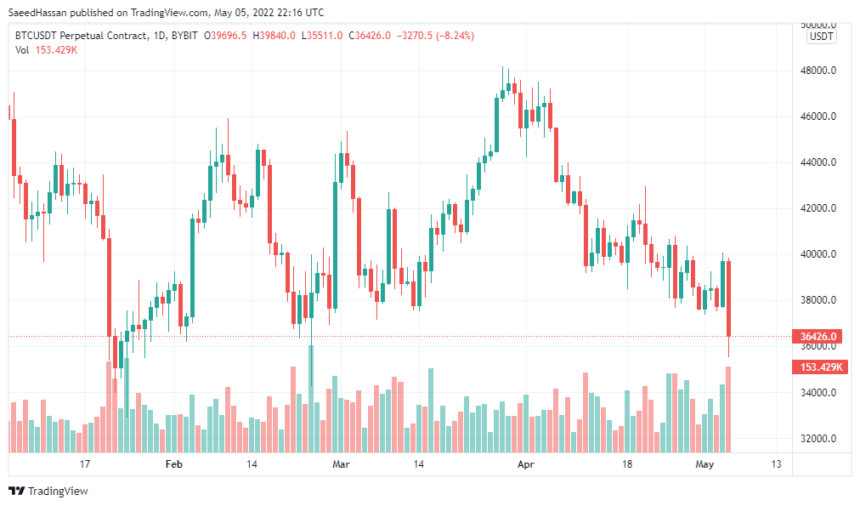 SaeedHassan published on TradingView.com, May 05, 2022 22:16 UTC
BTCUSDT Perpetual Contract, 1D, BYBIT O39696.5 H39840.0 L35511.0 C36426.0 −3270.5 (−8.24%)
Vol 153.429K
50000.0
USDT
48000.0
46000.0
44000.0
42000.0
40000.0
38000.0
36426.0
36000.0
153.429K
34000.0
32000.0
17 Feb 14 Mar 14 Apr 18 May 13
TradingView